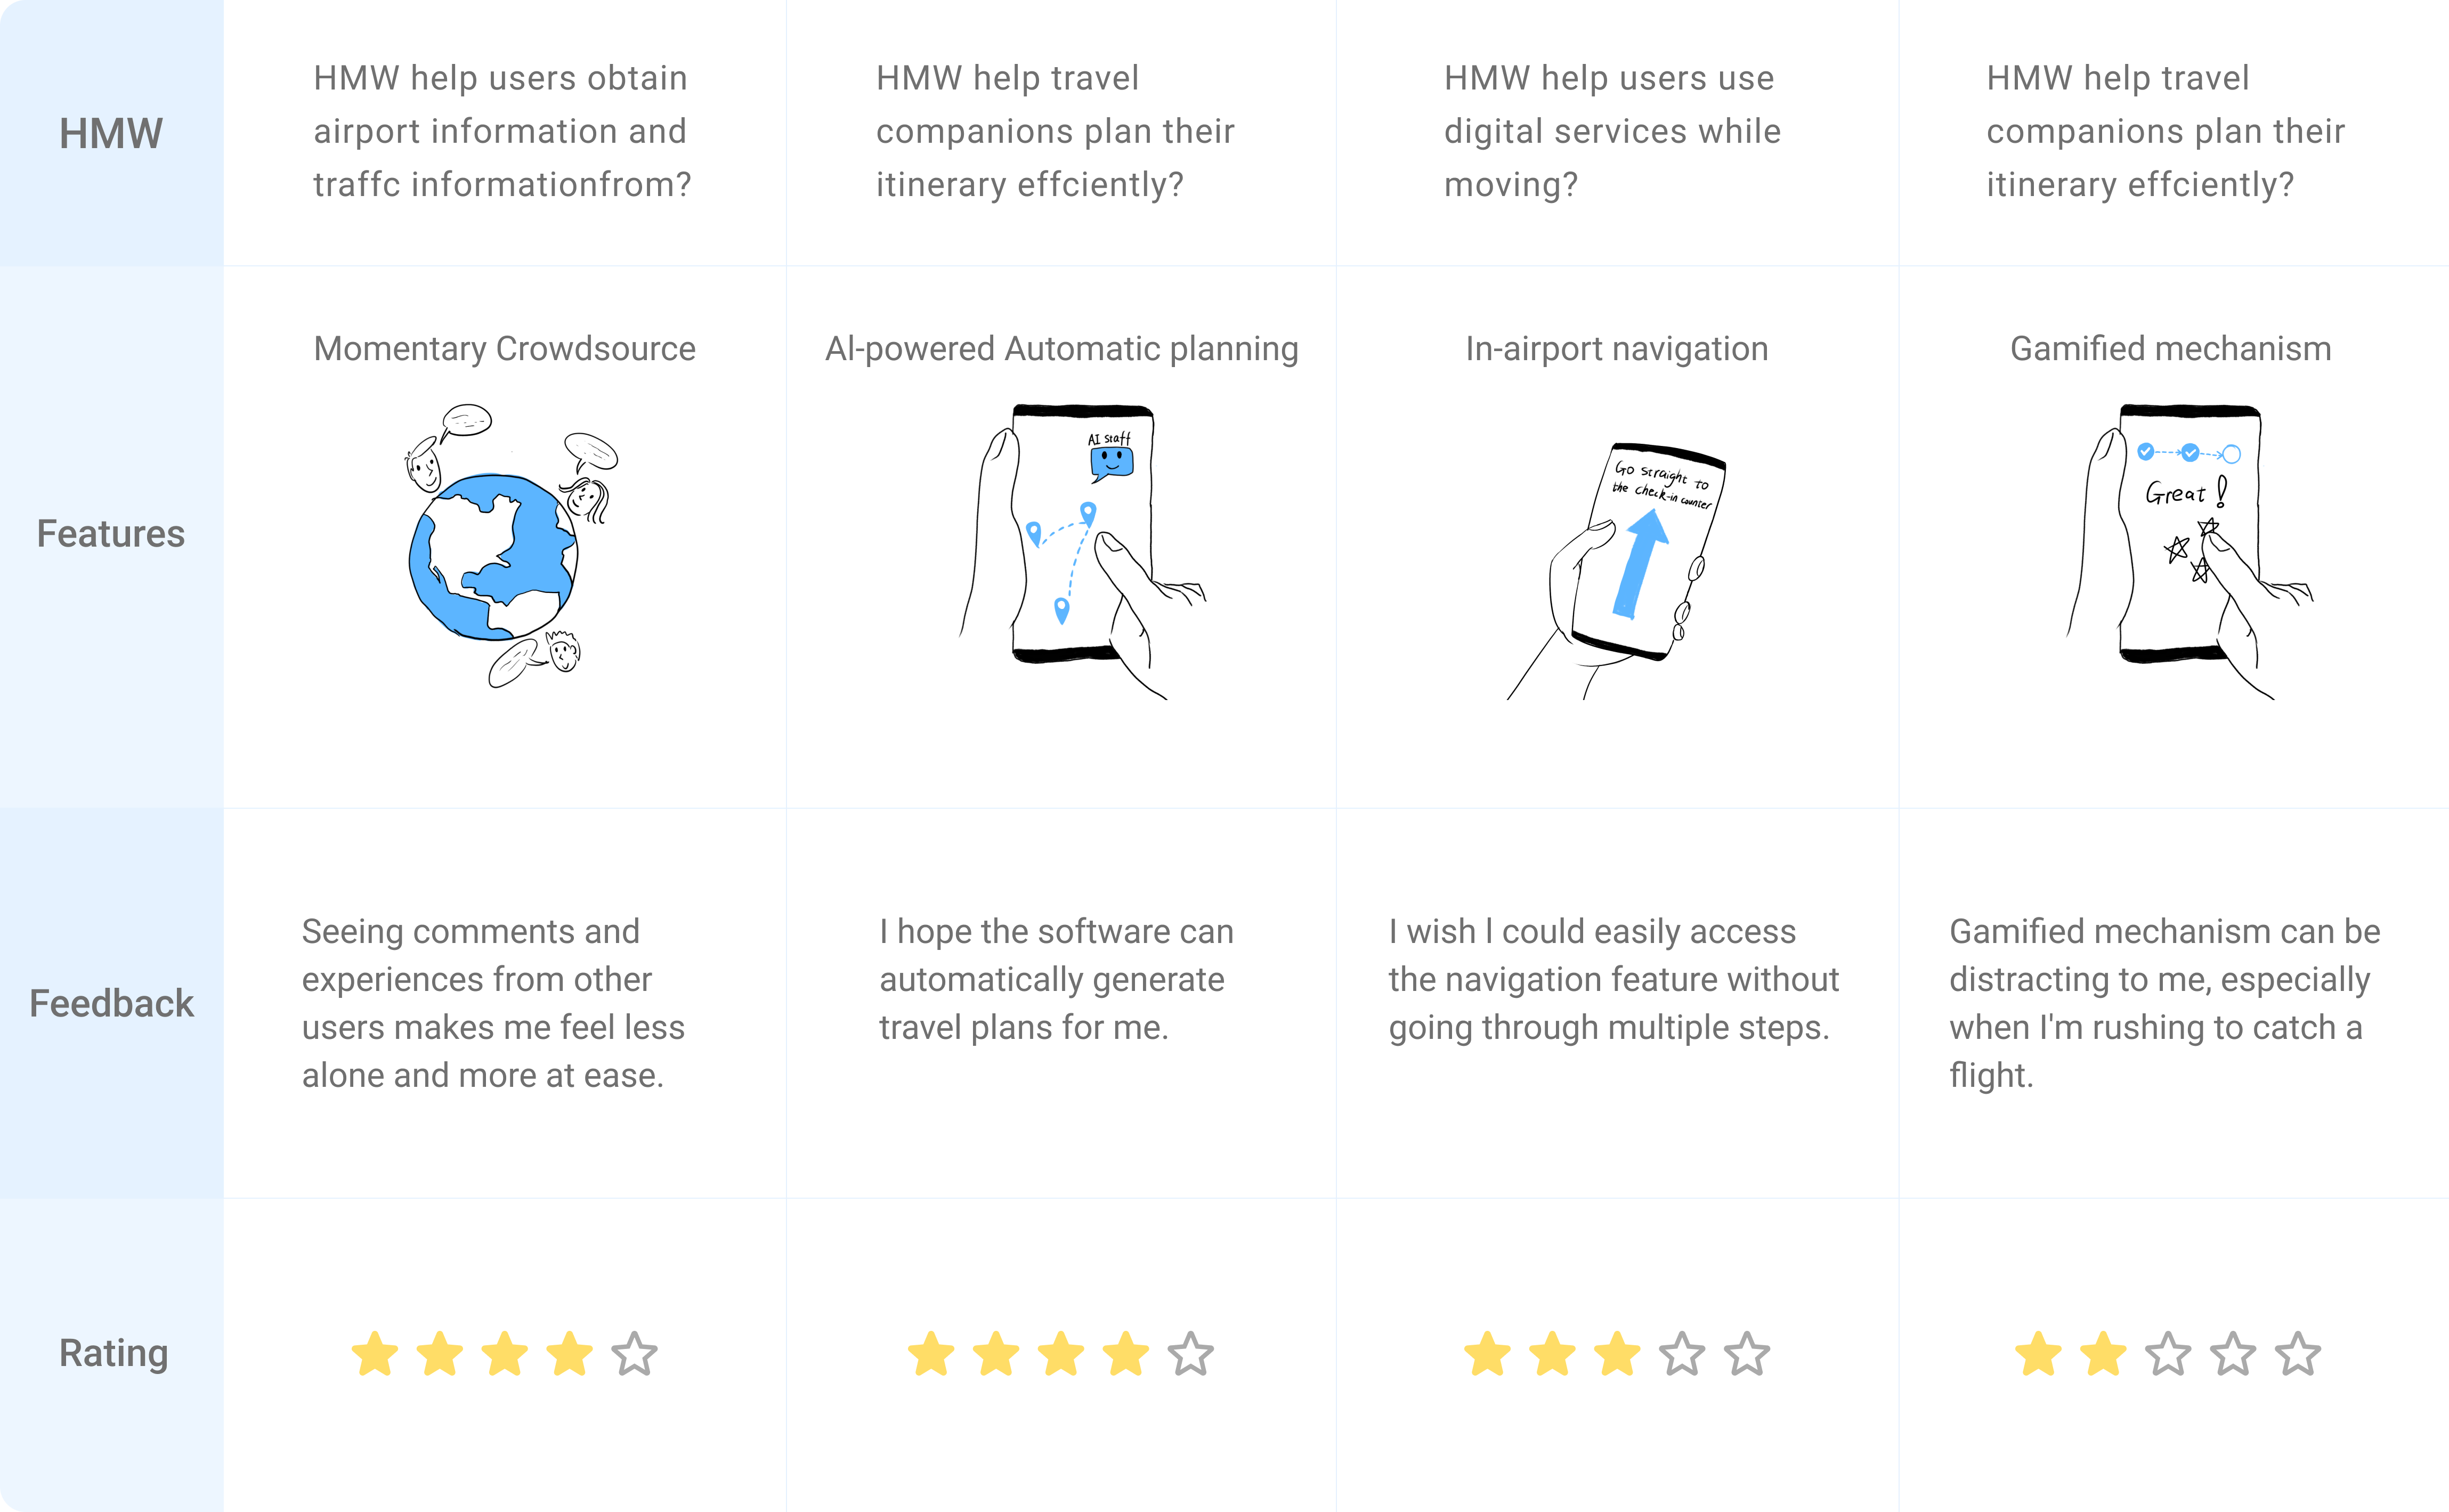 HMW
HMW help users obtain
airport information and
traffc informationfrom?
HMW help travel
companions plan their
itinerary effciently?
HMW help users use
digital services while
moving?
HMW help travel
companions plan their
itinerary effciently?
Features
Momentary Crowdsource
AI-powered Automatic planning
AI staff
In-airport navigation
Go straight to
the check-in counter
Gamified mechanism
Great!
Feedback
Seeing comments and
experiences from other
users makes me feel less
alone and more at ease.
I hope the software can
automatically generate
travel plans for me.
I wish I could easily access
the navigation feature without
going through multiple steps.
Gamified mechanism can be
distracting to me, especially
when I'm rushing to catch a
flight.
Rating